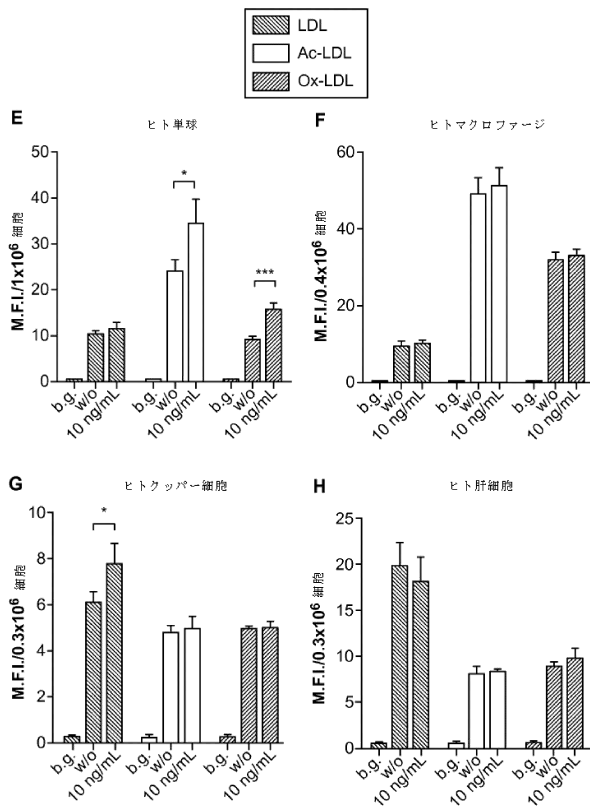 LDL
Ac-LDL
Ox-LDL
E
ヒト単球
M.F.I./1x10⁶ 細胞
50
40
30
20
10
0
*
***
b.g.
w/o
10 ng/mL
b.g.
w/o
10 ng/mL
b.g.
w/o
10 ng/mL
F
ヒトマクロファージ
M.F.I./0.4x10⁶ 細胞
60
40
20
0
b.g.
w/o
10 ng/mL
b.g.
w/o
10 ng/mL
b.g.
w/o
10 ng/mL
G
ヒトクッパー細胞
M.F.I./0.3x10⁶ 細胞
10
8
6
4
2
0
*
b.g.
w/o
10 ng/mL
b.g.
w/o
10 ng/mL
b.g.
w/o
10 ng/mL
H
ヒト肝細胞
M.F.I./0.3x10⁶ 細胞
25
20
15
10
5
0
b.g.
w/o
10 ng/mL
b.g.
w/o
10 ng/mL
b.g.
w/o
10 ng/mL